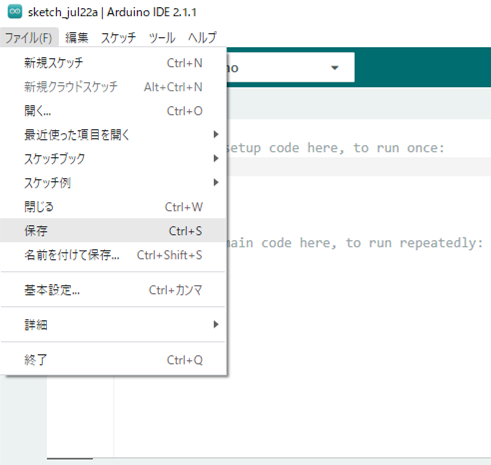 sketch_jul22a | Arduino IDE 2.1.1
ファイル(F) 編集 スケッチ ツール ヘルプ
新規スケッチ Ctrl+N
新規クラウドスケッチ Alt+Ctrl+N
開く... Ctrl+O
最近使った項目を開く
スケッチブック
setup code here, to run once:
スケッチ例
閉じる Ctrl+W
保存 Ctrl+S
main code here, to run repeatedly:
名前を付けて保存... Ctrl+Shift+S
基本設定... Ctrl+カンマ
詳細
終了 Ctrl+Q